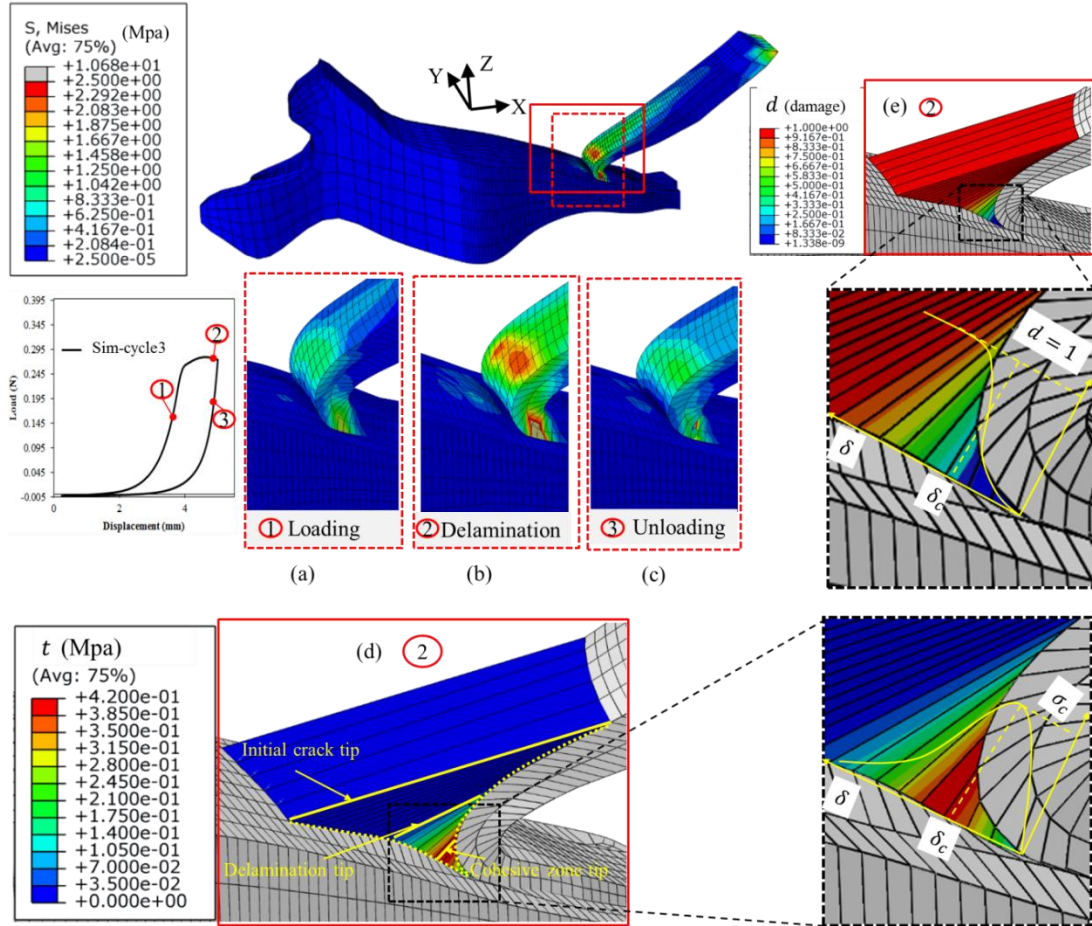 S, Mises (Mpa)
(Avg: 75%)
+1.068e+01
+2.500e+00
+2.292e+00
+2.083e+00
+1.875e+00
+1.667e+00
+1.458e+00
+1.250e+00
+1.042e+00
+8.333e-01
+6.250e-01
+4.167e-01
+2.084e-01
+2.500e-05
Y
Z
X
d (damage)
+1.000e+00
+9.167e-01
+8.333e-01
+7.500e-01
+6.667e-01
+5.833e-01
+5.000e-01
+4.167e-01
+3.333e-01
+2.500e-01
+1.667e-01
+8.333e-02
+1.338e-09
(e) 2
Load (N)
0.395
0.345
0.295
0.245
0.195
0.145
0.095
0.045
-0.005
0 2 4
Displacement (mm)
Sim-cycle3
1
2
3
1 Loading
2 Delamination
3 Unloading
(a)
(b)
(c)
d = 1
δ
δc
t (Mpa)
(Avg: 75%)
+4.200e-01
+3.850e-01
+3.500e-01
+3.150e-01
+2.800e-01
+2.450e-01
+2.100e-01
+1.750e-01
+1.400e-01
+1.050e-01
+7.000e-02
+3.500e-02
+0.000e+00
(d) 2
Initial crack tip
Delamination tip
Cohesive zone tip
σc
δ
δc